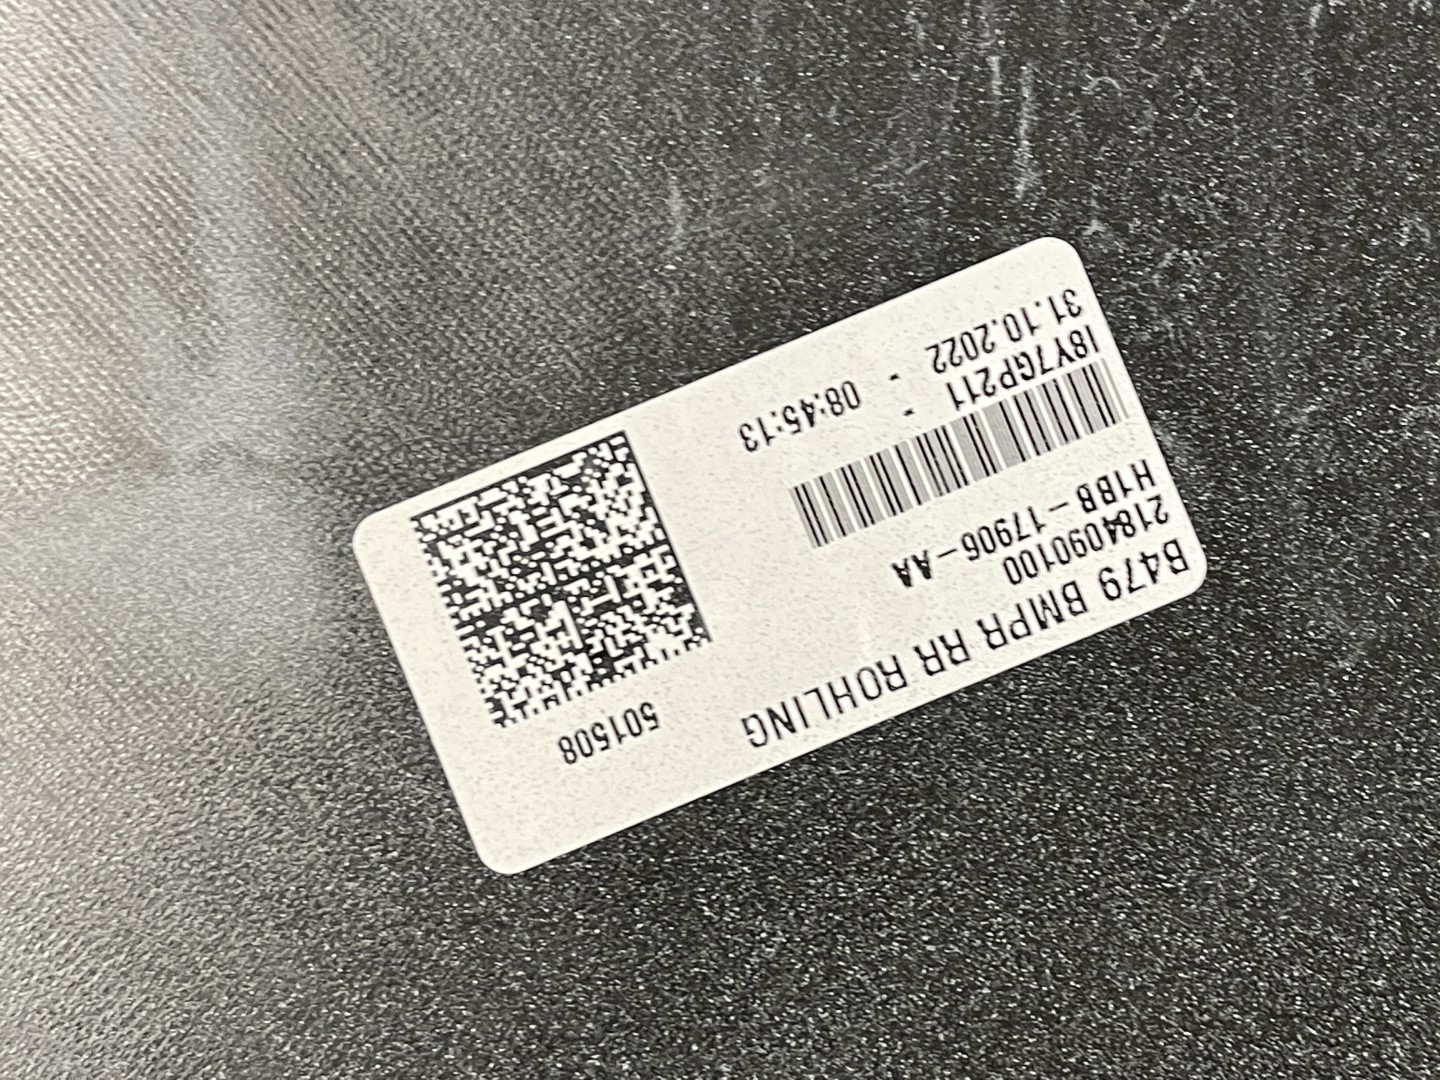 B479 BMPR RR ROHLING
2184090100
H1BB-17906-AA
I8Y7GP211 -
31.10.2022 - 08:45:13
501508